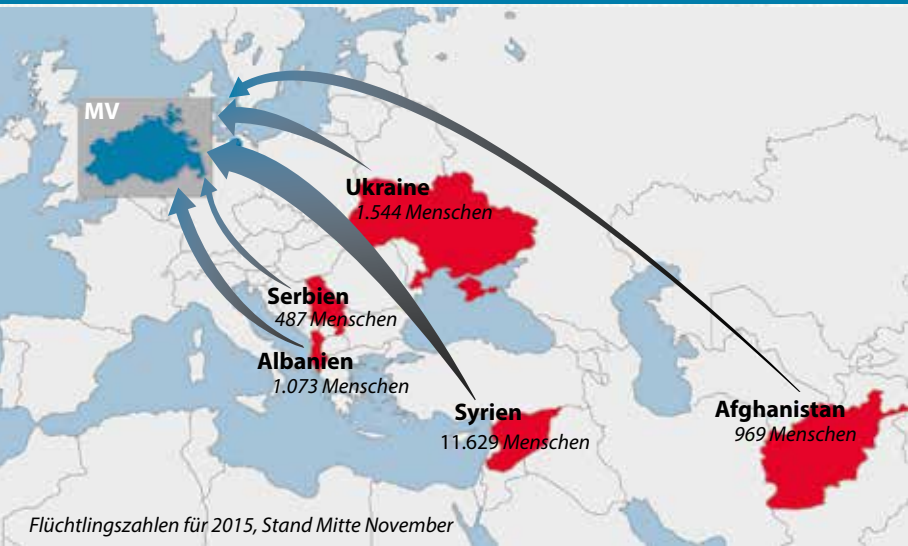 MV
Ukraine
1.544 Menschen
Serbien
487 Menschen
Albanien
1.073 Menschen
Syrien
11.629 Menschen
Afghanistan
969 Menschen
Flüchtlingszahlen für 2015, Stand Mitte November